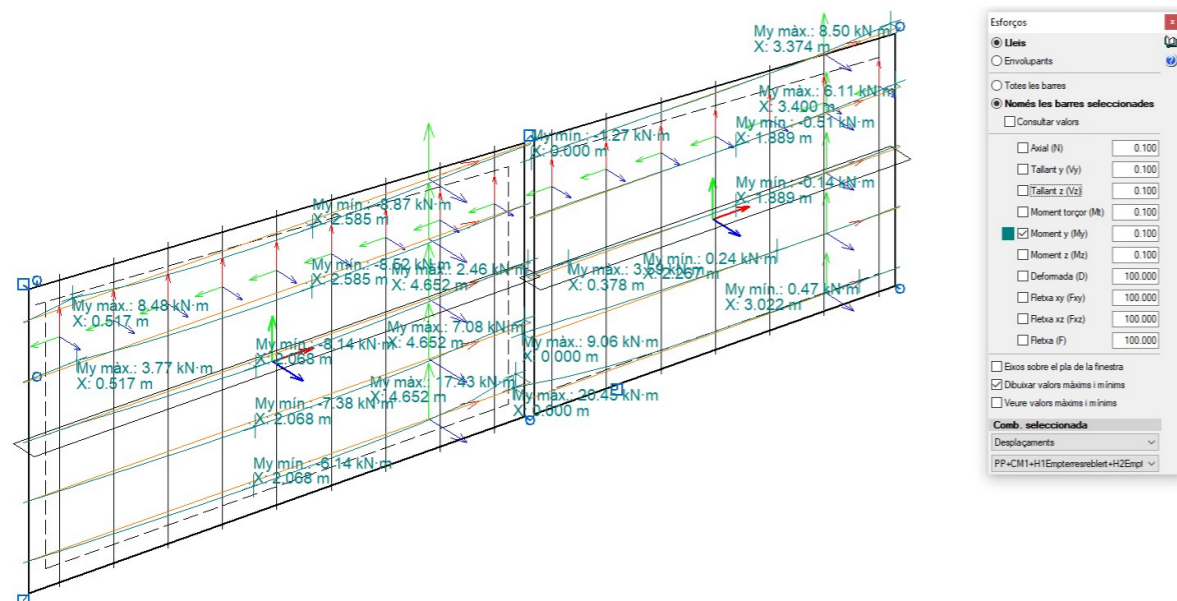 My màx.: 8.50 kN·m
X: 3.374 m
My màx.: 6.11 kN·m
X: 3.400 m
My mín.: -0.51 kN·m
X: 1.889 m
My mín.: -1.27 kN·m
X: 0.000 m
My mín.: -0.14 kN·m
X: 1.889 m
My mín.: -8.87 kN·m
X: 2.585 m
My mín.: -8.52 kN·m
X: 2.585 m
My màx.: 2.46 kN·m
X: 4.652 m
X: 0.378 m
0.24 kN·m
X: 2.267 m
My mín.: 0.47 kN·m
X: 3.022 m
My màx.: 8.48 kN·m
X: 0.517 m
My màx.: 7.08 kN·m
X: 4.652 m
My màx.: 9.06 kN·m
X: 0.000 m
My mín.: -8.14 kN·m
X: 2.068 m
My màx.: 3.77 kN·m
X: 0.517 m
My màx.: 17.43 kN·m
X: 4.652 m
My màx.: 20.45 kN·m
X: 0.000 m
My mín.: -7.38 kN·m
X: 2.068 m
My mín.: -6.14 kN·m
X: 2.068 m
Esforços
x
Lleis
Envolupants
Totes les barres
Només les barres seleccionades
Consultar valors
Axial (N) 0.100
Tallant y (Vy) 0.100
Tallant z (Vz) 0.100
Moment torçor (Mt) 0.100
Moment y (My) 0.100
Moment z (Mz) 0.100
Deformada (D) 100.000
Fletxa xy (Fxy) 100.000
Fletxa xz (Fxz) 100.000
Fletxa (F) 100.000
Eixos sobre el pla de la finestra
Dibuixar valors màxims i mínims
Veure valors màxims i mínims
Comb. seleccionada
Desplaçaments
PP+CM1+H1Empterresreblert+H2Empt